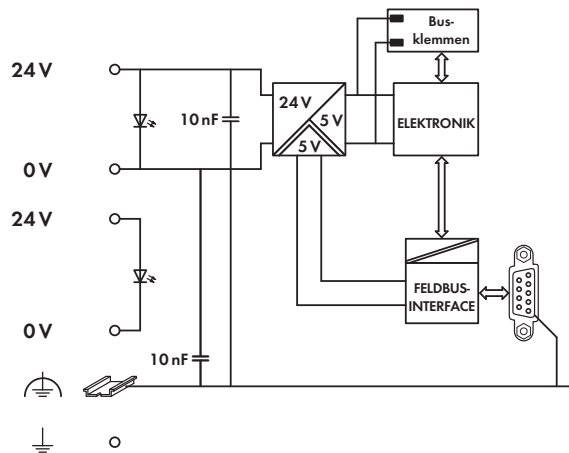 Bus-
klemmen
24 V
24 V
10 nF
5 V
ELEKTRONIK
5 V
0 V
24 V
FELDBUS-
INTERFACE
0 V
10 nF